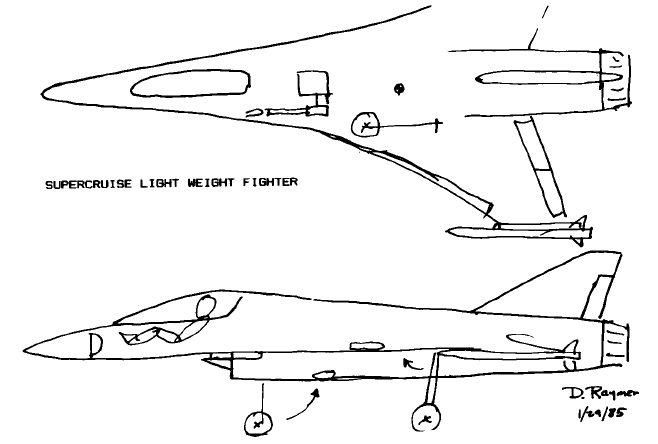 SUPERCRUISE LIGHT WEIGHT FIGHTER
D
D. Raymer
1/29/85